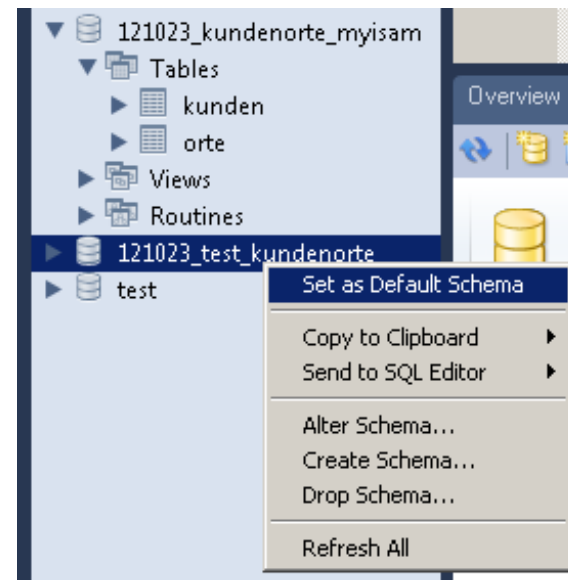 121023_kundenorte_myisam
Tables
kunden
orte
Views
Routines
121023_test_kundenorte
test
Overview
Set as Default Schema
Copy to Clipboard
Send to SQL Editor
Alter Schema...
Create Schema...
Drop Schema...
Refresh All